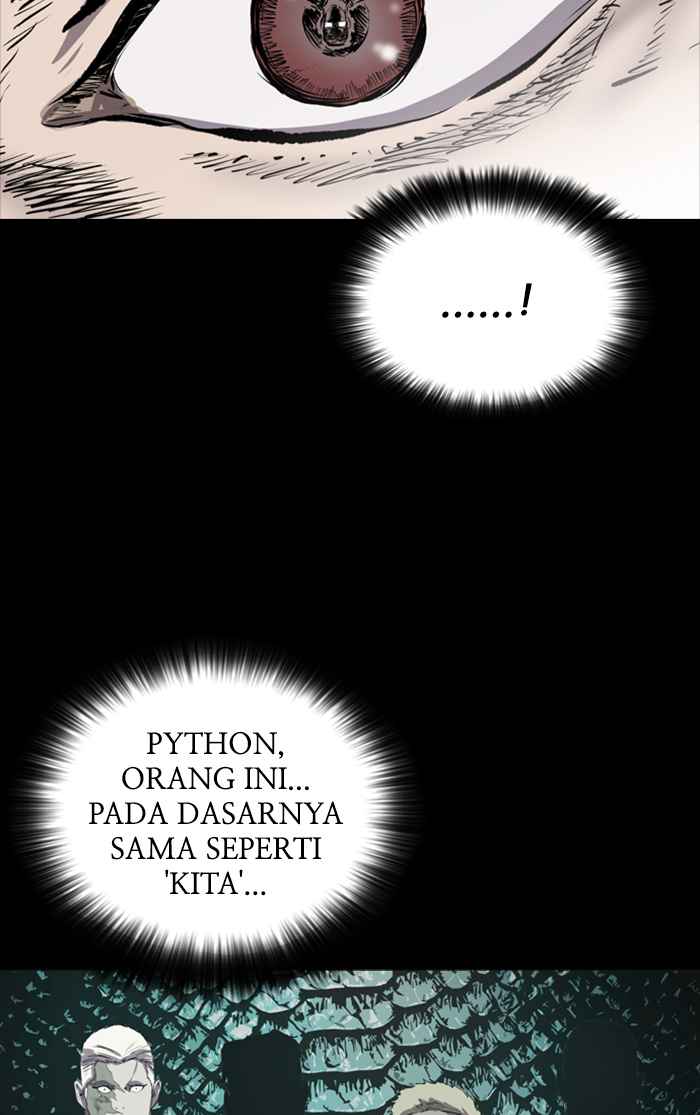 ......!
PYTHON,
ORANG INI...
PADA DASARNYA
SAMA SEPERTI
'KITA'...